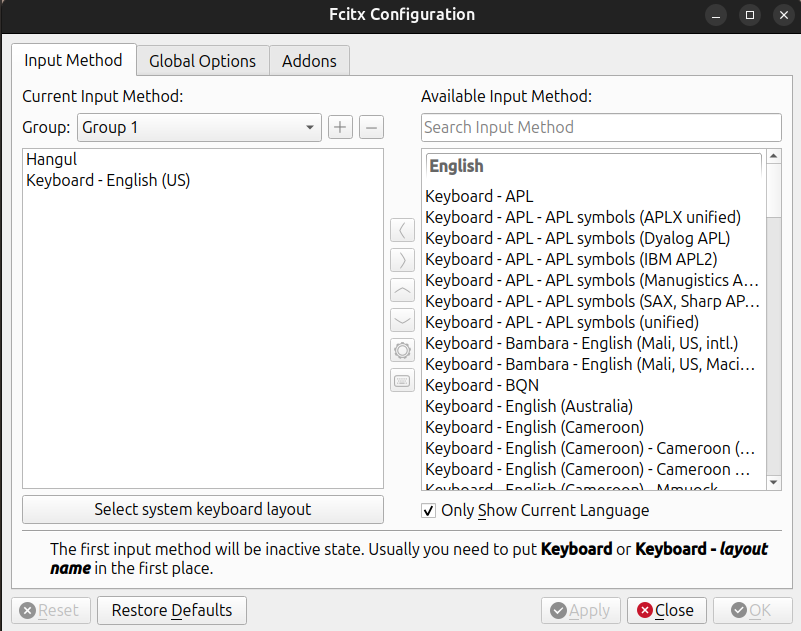 Fcitx Configuration
Input Method
Global Options
Addons
Current Input Method:
Group:
Group 1
Hangul
Keyboard - English (US)
Select system keyboard layout
Available Input Method:
Search Input Method
English
Keyboard - APL
Keyboard - APL - APL symbols (APLX unified)
Keyboard - APL - APL symbols (Dyalog APL)
Keyboard - APL - APL symbols (IBM APL2)
Keyboard - APL - APL symbols (Manugistics A…
Keyboard - APL - APL symbols (SAX, Sharp AP…
Keyboard - APL - APL symbols (unified)
Keyboard - Bambara - English (Mali, US, intl.)
Keyboard - Bambara - English (Mali, US, Maci…
Keyboard - BQN
Keyboard - English (Australia)
Keyboard - English (Cameroon)
Keyboard - English (Cameroon) - Cameroon (…
Keyboard - English (Cameroon) - Cameroon …
Keyboard - English (Cameroon) - Mmuock
Only Show Current Language
The first input method will be inactive state. Usually you need to put Keyboard or Keyboard - layout
name in the first place.
Reset
Restore Defaults
Apply
Close
OK